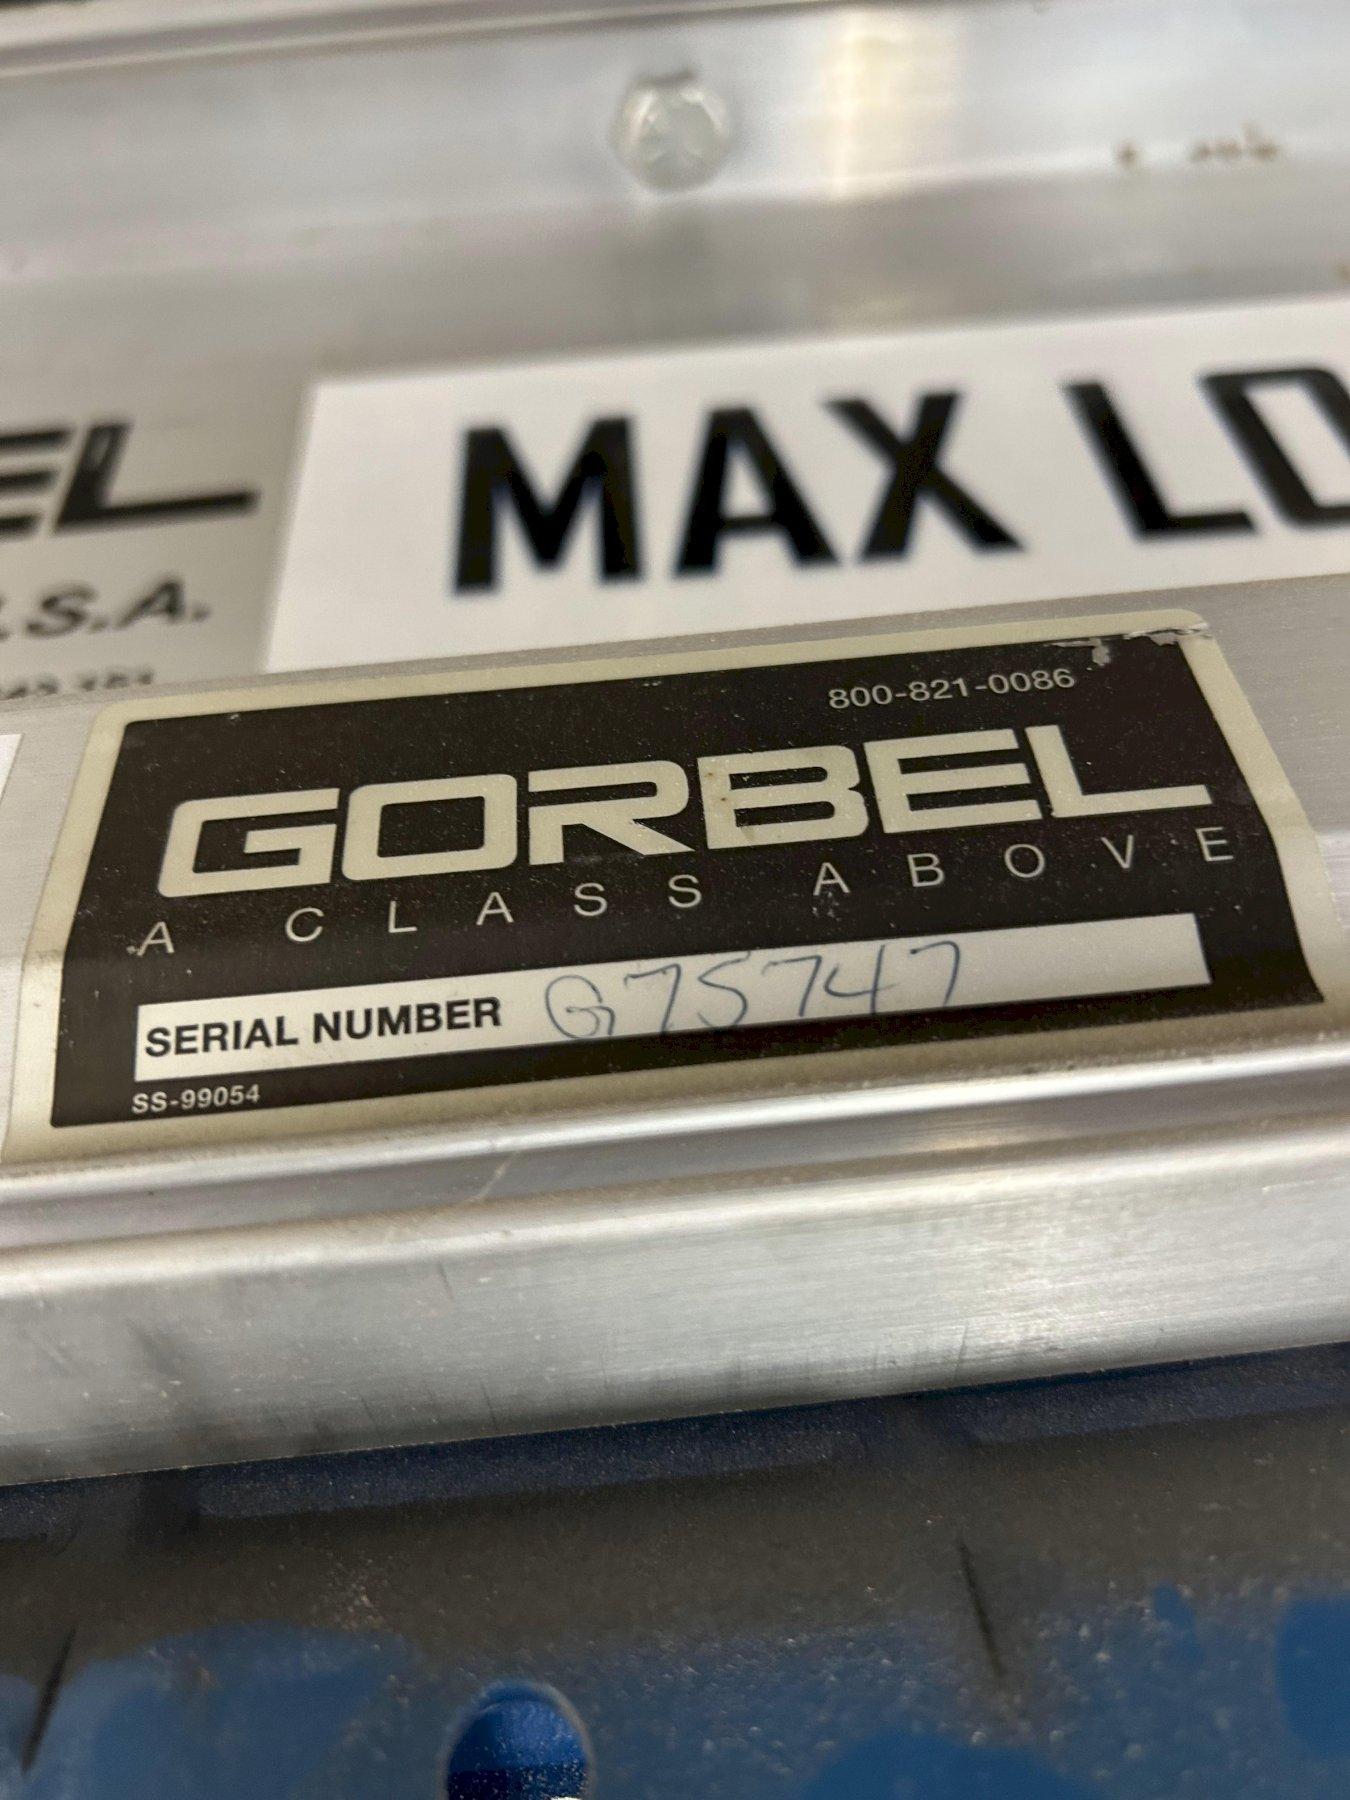 EL
MAX LO
.S.A.
800-821-0086
GORBEL
A CLASS ABOVE
SERIAL NUMBER G75747
SS-99054